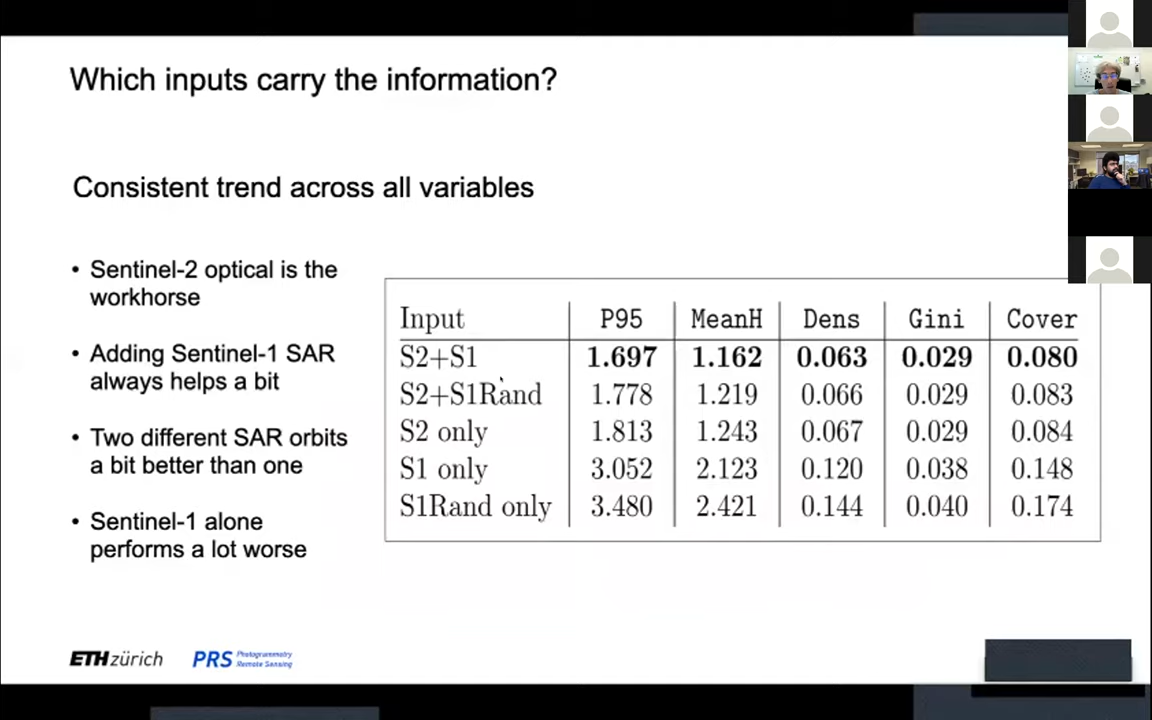 Which inputs carry the information?
Consistent trend across all variables
• Sentinel-2 optical is the
workhorse
• Adding Sentinel-1 SAR
always helps a bit
• Two different SAR orbits
a bit better than one
• Sentinel-1 alone
performs a lot worse
Input P95 MeanH Dens Gini Cover
S2+S1 1.697 1.162 0.063 0.029 0.080
S2+S1Rand 1.778 1.219 0.066 0.029 0.083
S2 only 1.813 1.243 0.067 0.029 0.084
S1 only 3.052 2.123 0.120 0.038 0.148
S1Rand only 3.480 2.421 0.144 0.040 0.174
ETH zürich PRS Photogrammetry
Remote Sensing